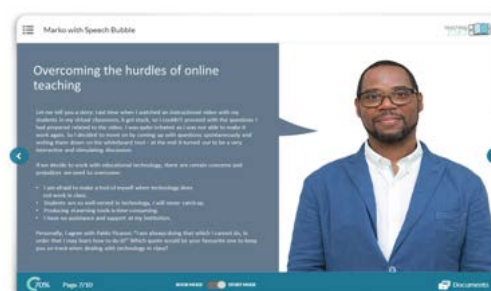 Marko with Speech Bubble
teaching
Overcoming the hurdles of online
teaching
Let me tell you a story: Last time when I watched an instructional video with my
students in my virtual classroom, it got stuck, so I couldn't proceed with the questions I
had prepared related to the video. I was quite irritated as I was not able to make it
work again. So I decided to move on by coming up with questions spontaneously and
writing them down on the whiteboard tool - at the end it turned out to be a very
interactive and stimulating discussion.
If we decide to work with educational technology, there are certain concerns and
prejudices we need to overcome:
• I am afraid to make a fool of myself when technology does
not work in class.
• Students are so well-versed in technology, I will never catch up.
• Producing eLearning tools is time-consuming.
• I have no assistance and support at my institution.
Personally, I agree with Pablo Picasso: "I am always doing that which I cannot do, in
order that I may learn how to do it!" Which quote would be your favourite one to keep
you on track when dealing with technology in class?
70%
Page 7/10
BOOK MODE
STORY MODE
Documents